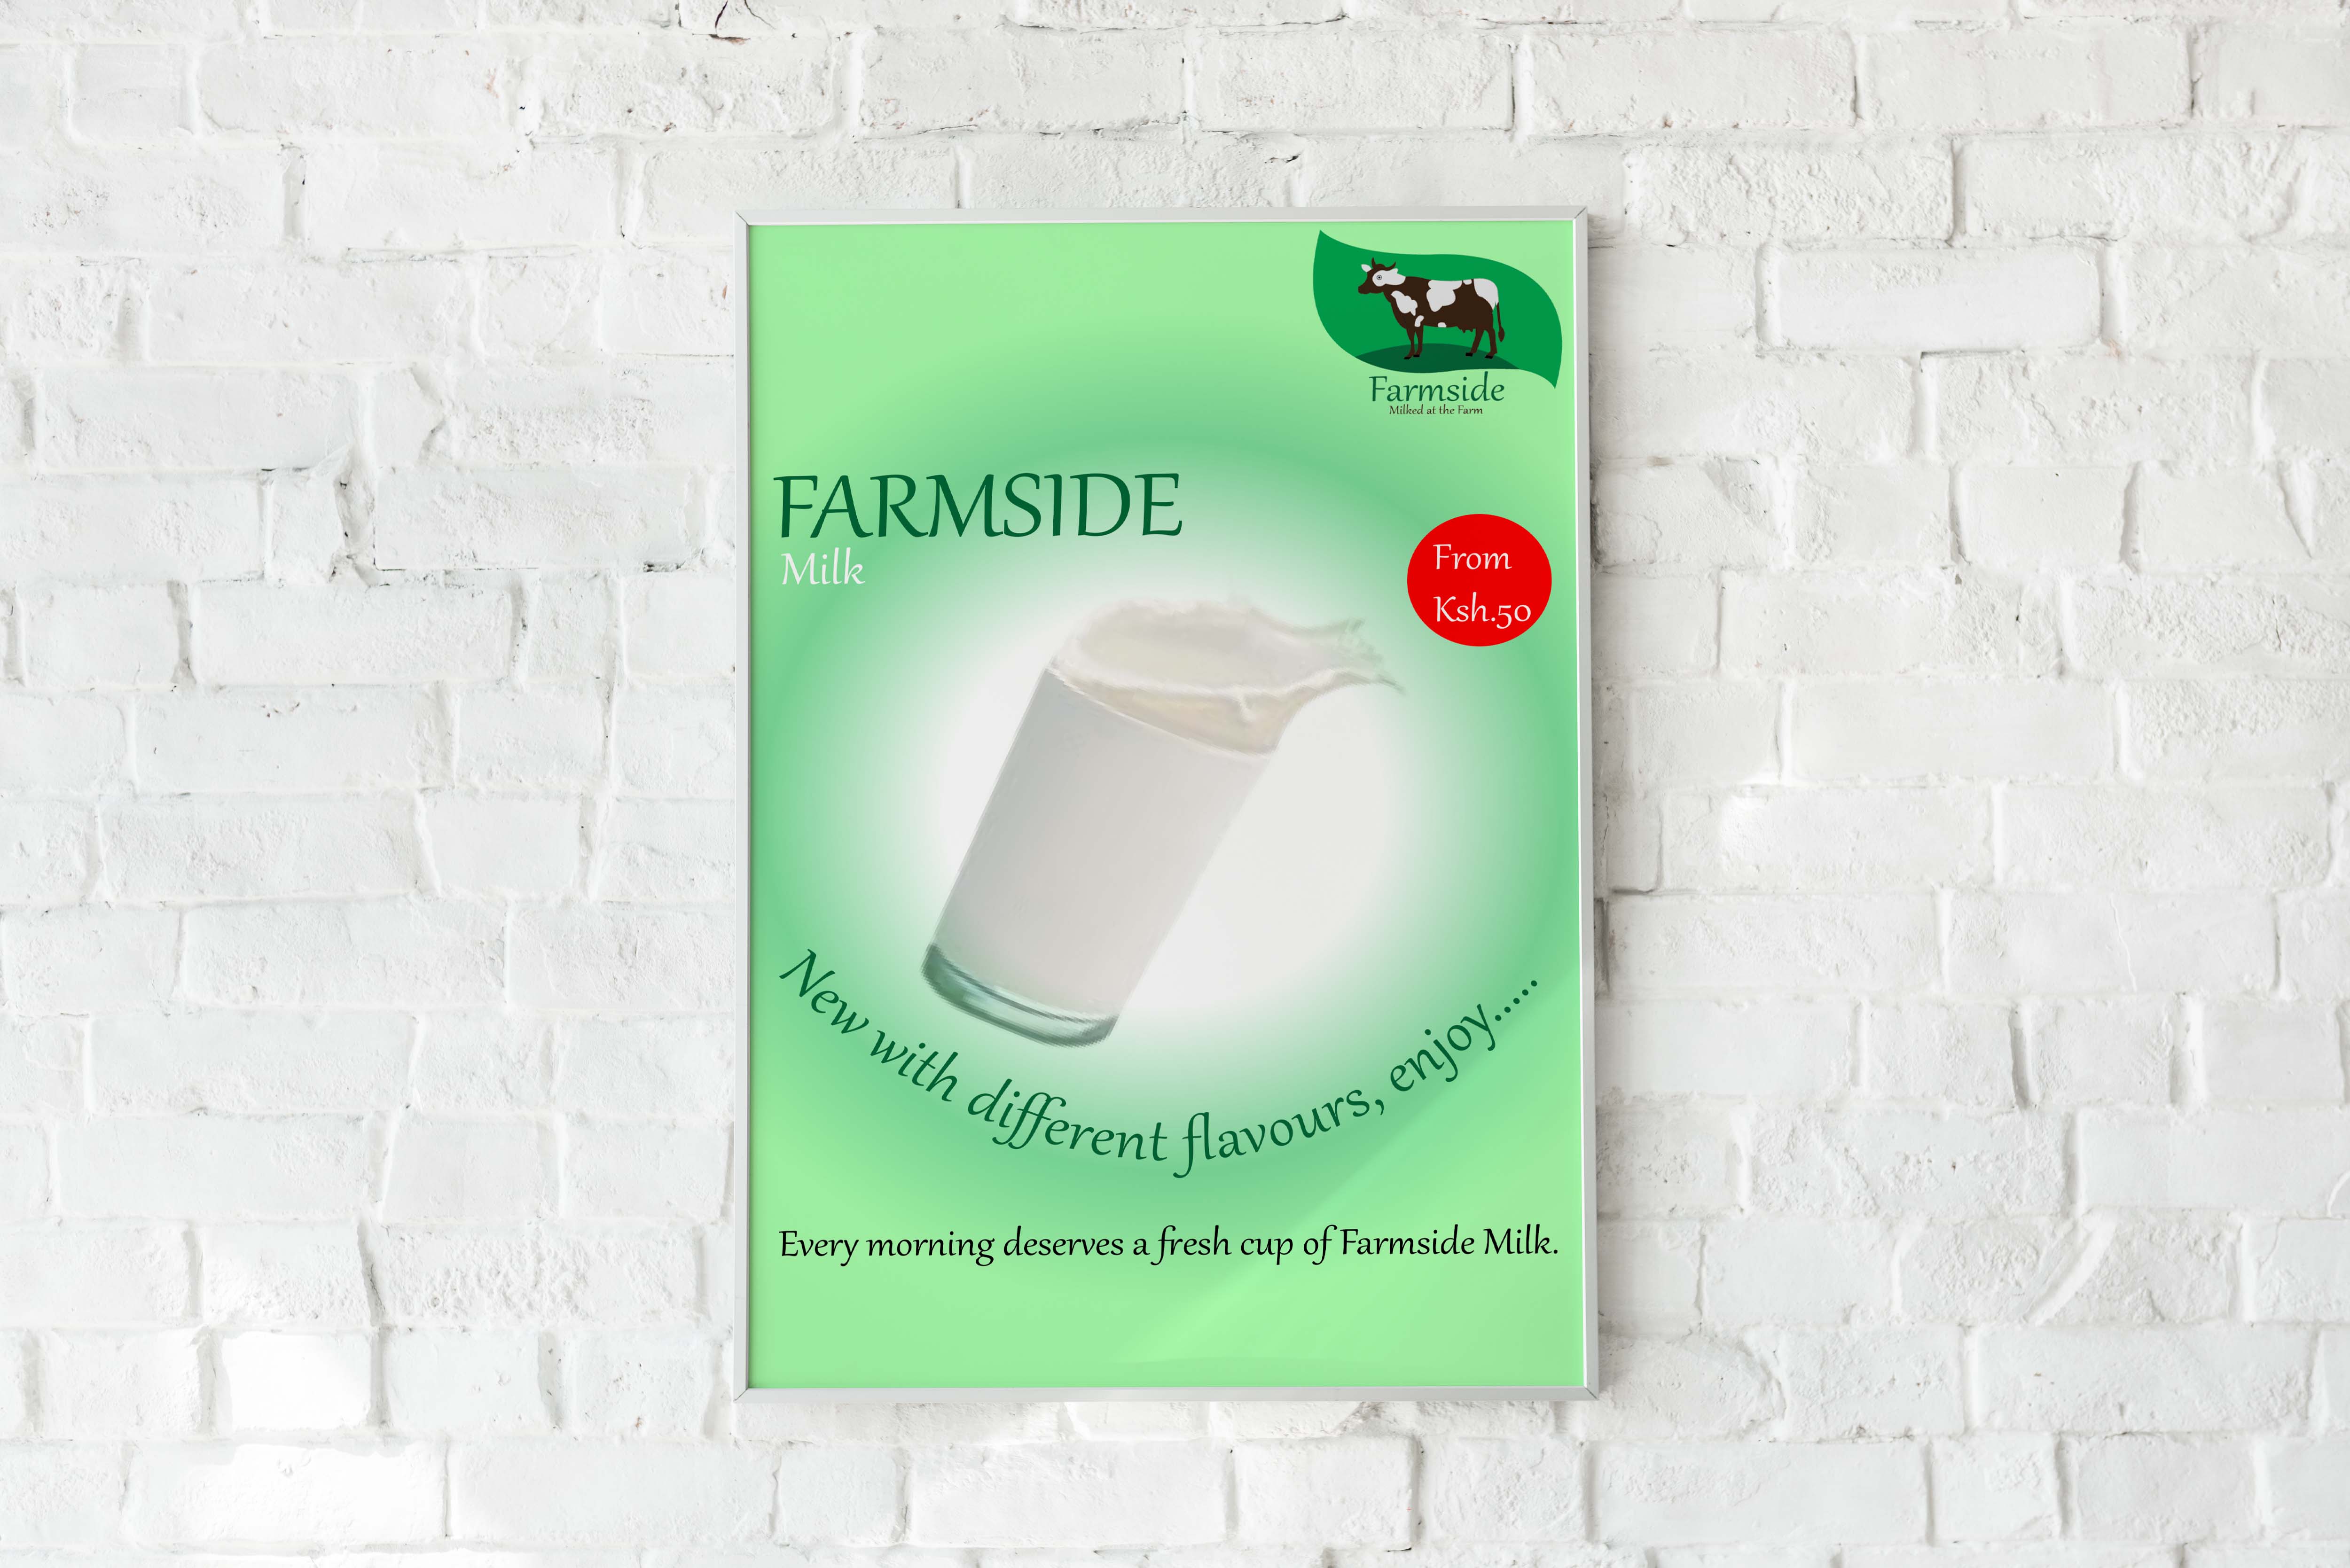 Farmside
Milked at the Farm
FARMSIDE
Milk
From
Ksh.50
New with different flavours, enjoy.....
Every morning deserves a fresh cup of Farmside Milk.